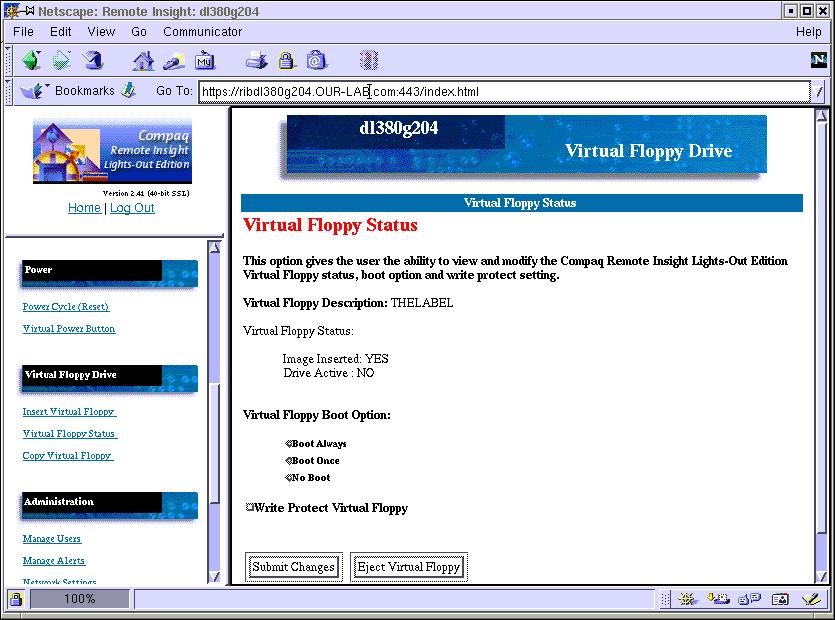 Netscape: Remote Insight: dl380g204
File Edit View Go Communicator Help
My
N
Bookmarks Go To: https://ribdl380g204.OUR-LAB.com:443/index.html
Compaq
Remote Insight
Lights-Out Edition
Version 2.41 (40-bit SSL)
Home | Log Out
Power
Power Cycle (Reset)
Virtual Power Button
Virtual Floppy Drive
Insert Virtual Floppy
Virtual Floppy Status
Copy Virtual Floppy
Administration
Manage Users
Manage Alerts
Network Settings
dl380g204
Virtual Floppy Drive
Virtual Floppy Status
Virtual Floppy Status
This option gives the user the ability to view and modify the Compaq Remote Insight Lights-Out Edition
Virtual Floppy status, boot option and write protect setting.
Virtual Floppy Description: THELABEL
Virtual Floppy Status:
Image Inserted: YES
Drive Active : NO
Virtual Floppy Boot Option:
Boot Always
Boot Once
No Boot
Write Protect Virtual Floppy
Submit Changes Eject Virtual Floppy
100%